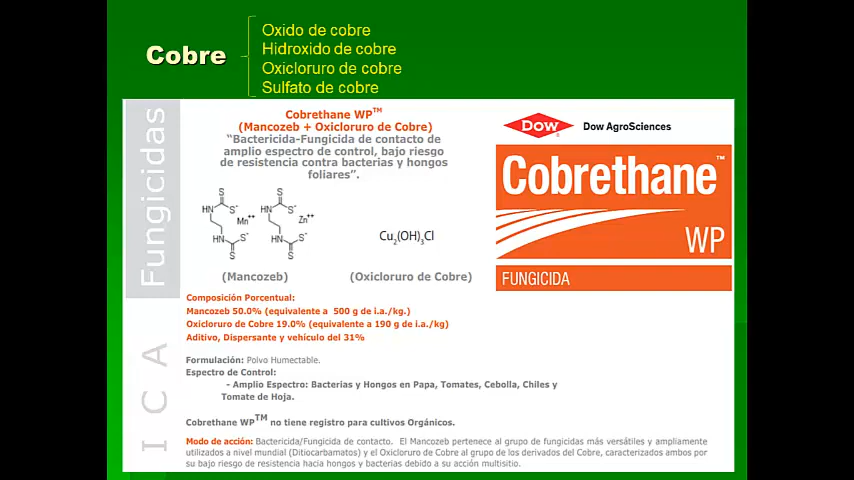 Cobre
Oxido de cobre
Hidroxido de cobre
Oxicloruro de cobre
Sulfato de cobre
I C A Fungicidas
Cobrethane WP™
(Mancozeb + Oxicloruro de Cobre)
“Bactericida-Fungicida de contacto de
amplio espectro de control, bajo riesgo
de resistencia contra bacterias y hongos
foliares”.
HN S S S⁻ Mn⁺⁺ HN S S⁻
HN S S⁻ Zn⁺⁺ HN S S⁻
Cu₂(OH)₃Cl
(Mancozeb)
(Oxicloruro de Cobre)
Dow
Dow AgroSciences
Cobrethane™
WP
FUNGICIDA
Composición Porcentual:
Mancozeb 50.0% (equivalente a 500 g de i.a./kg.)
Oxicloruro de Cobre 19.0% (equivalente a 190 g de i.a./kg)
Aditivo, Dispersante y vehículo del 31%
Formulación: Polvo Humectable.
Espectro de Control:
- Amplio Espectro: Bacterias y Hongos en Papa, Tomates, Cebolla, Chiles y
Tomate de Hoja.
Cobrethane WP™ no tiene registro para cultivos Orgánicos.
Modo de acción: Bactericida/Fungicida de contacto. El Mancozeb pertenece al grupo de fungicidas más versátiles y ampliamente
utilizados a nivel mundial (Ditiocarbamatos) y el Oxicloruro de Cobre al grupo de los derivados del Cobre, caracterizados ambos por
su bajo riesgo de resistencia hacia hongos y bacterias debido a su acción multisitio.